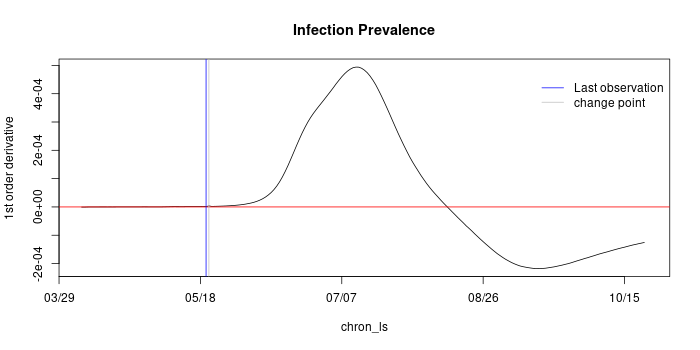 Infection Prevalence
Last observation
change point
1st order derivative
4e-04
2e-04
0e+00
-2e-04
03/29
05/18
07/07
08/26
10/15
chron_ls